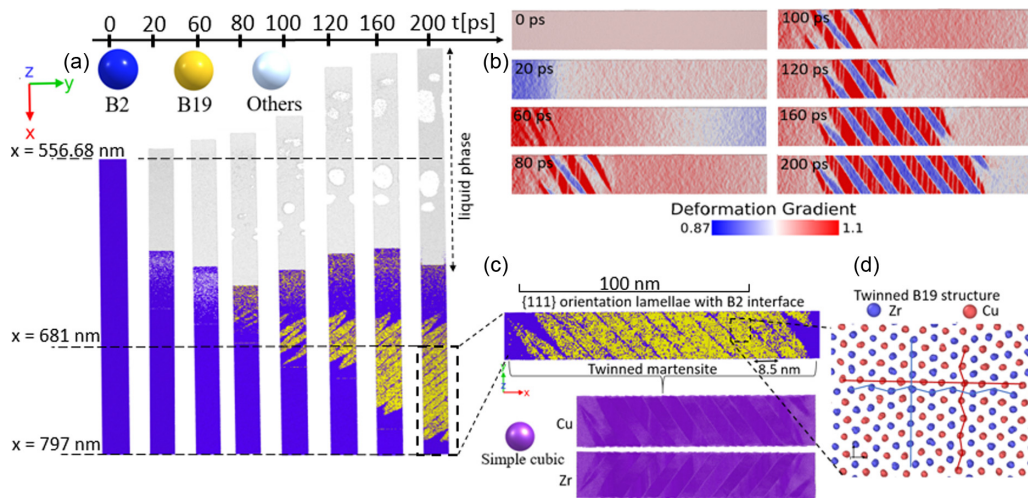 0 20 60 80 100 120 160 200 t[ps]
(a)
z
y
x
B2 B19 Others
x = 556.68 nm
x = 681 nm
x = 797 nm
liquid phase
(b)
0 ps
20 ps
60 ps
80 ps
100 ps
120 ps
160 ps
200 ps
Deformation Gradient
0.87 1.1
(c)
100 nm
{111} orientation lamellae with B2 interface
8.5 nm
Twinned martensite
z
x
Cu
Zr
Simple cubic
(d)
Twinned B19 structure
Zr Cu